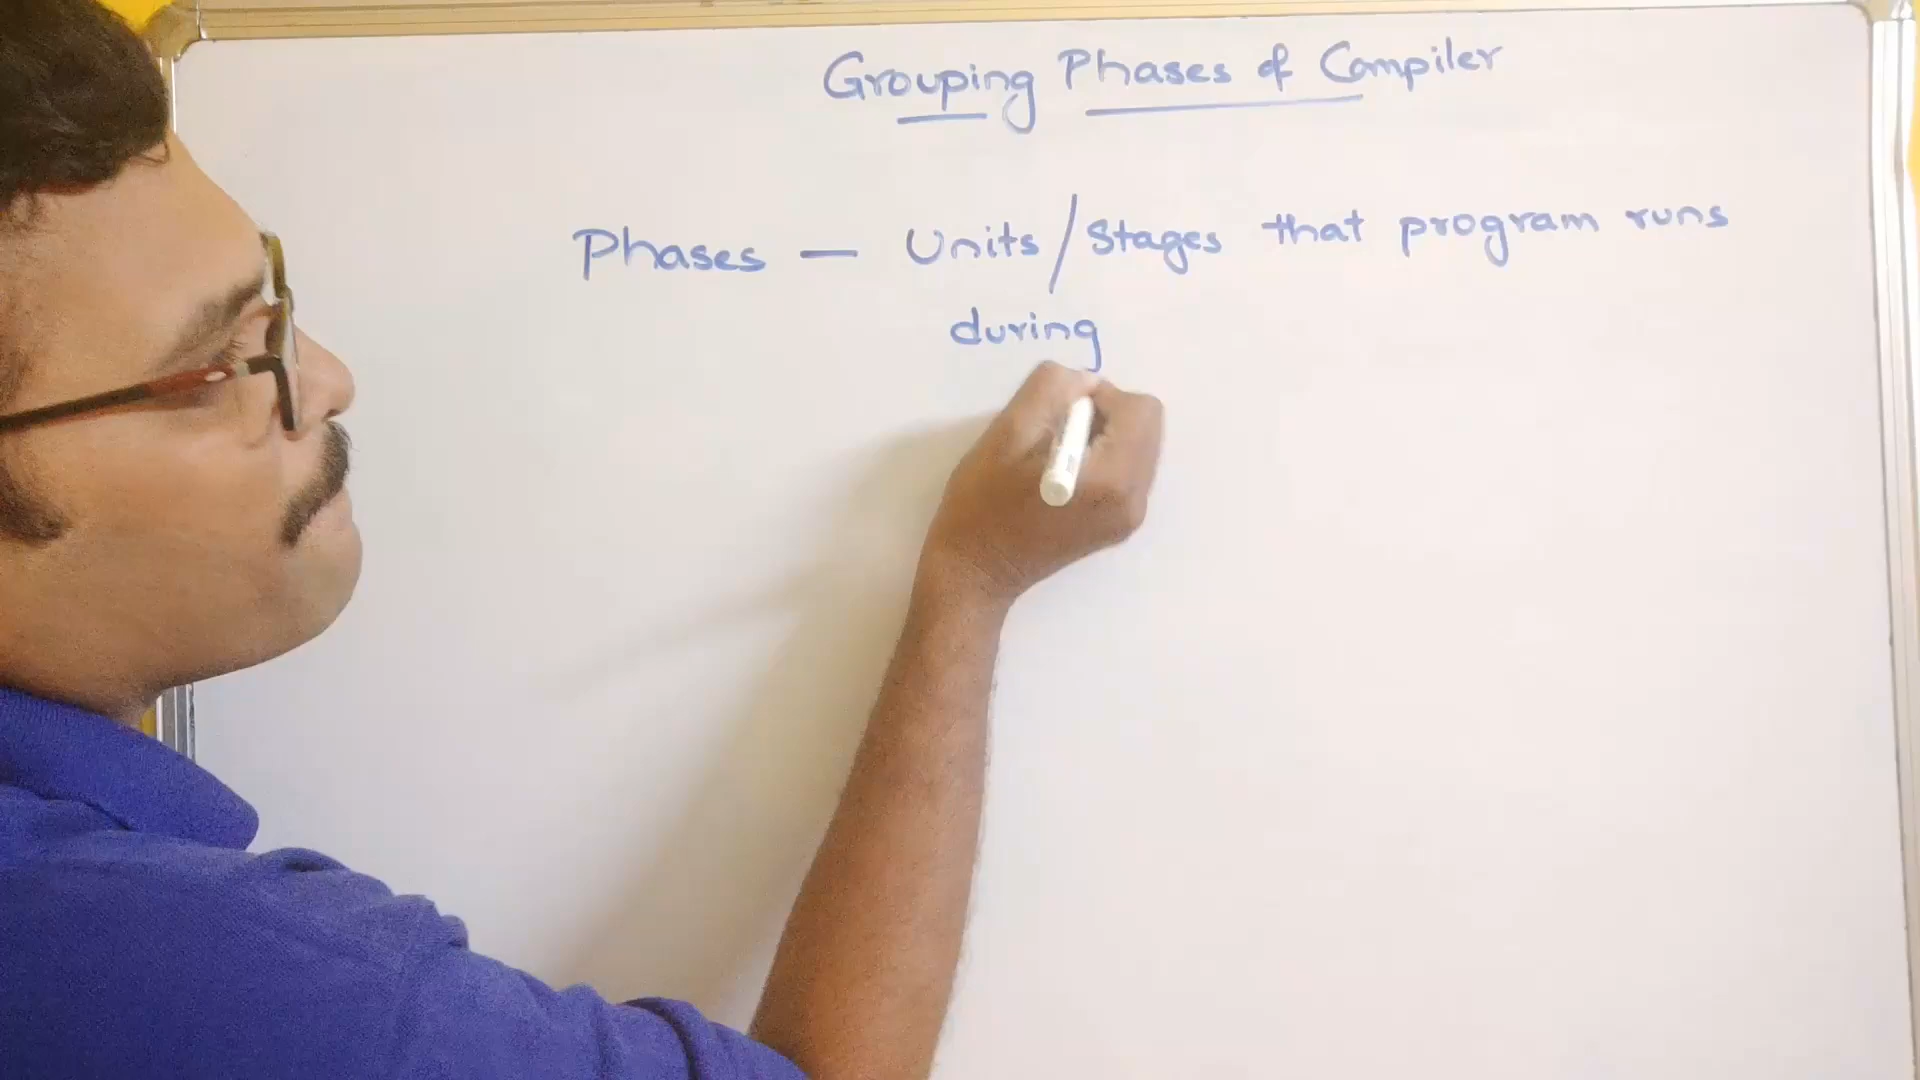 Grouping Phases of Compiler
Phases — Units/Stages that program runs
during